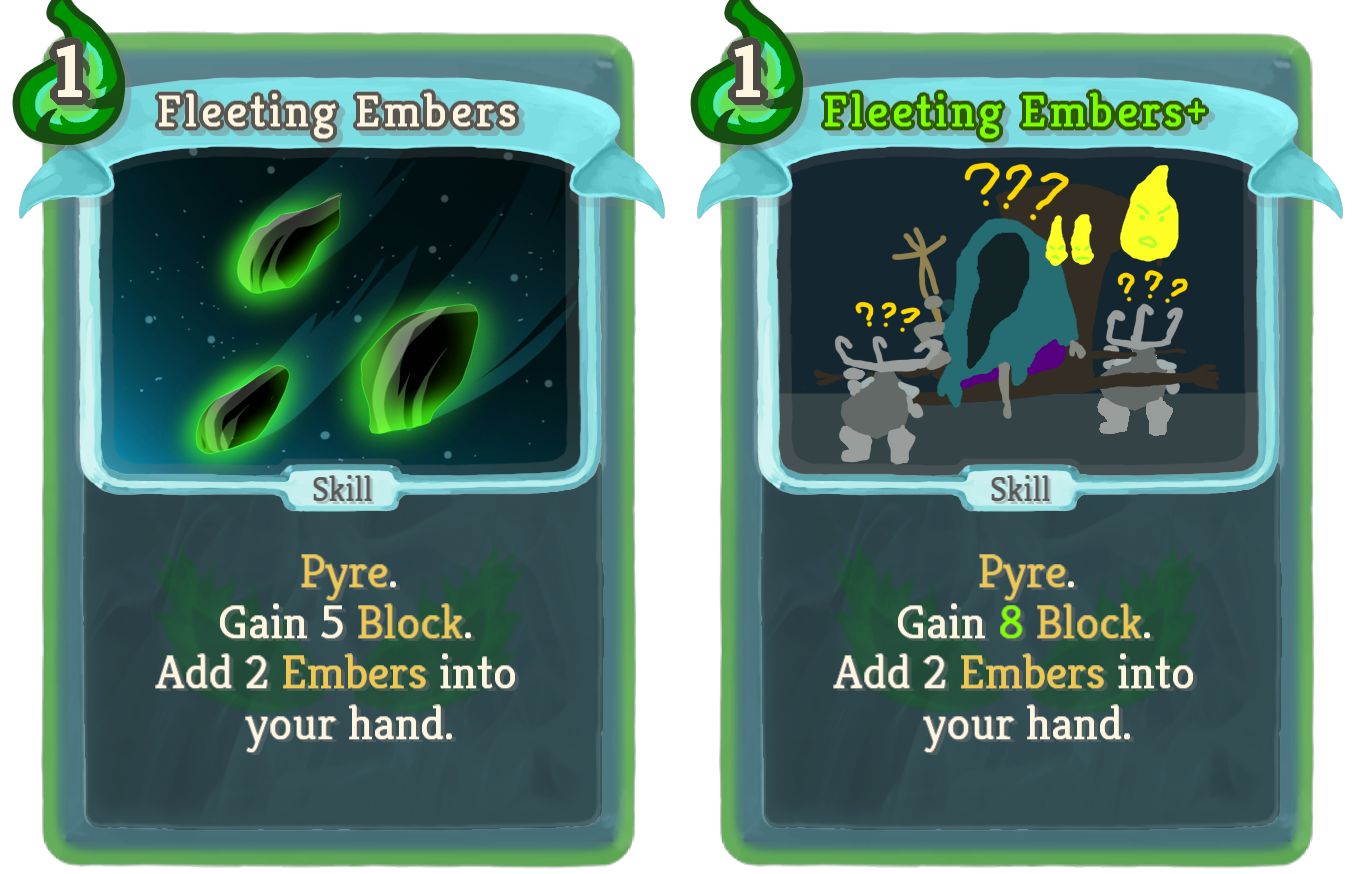 1
Fleeting Embers
Skill
Pyre.
Gain 5 Block.
Add 2 Embers into
your hand.
1
Fleeting Embers+
???
???
???
Skill
Pyre.
Gain 8 Block.
Add 2 Embers into
your hand.